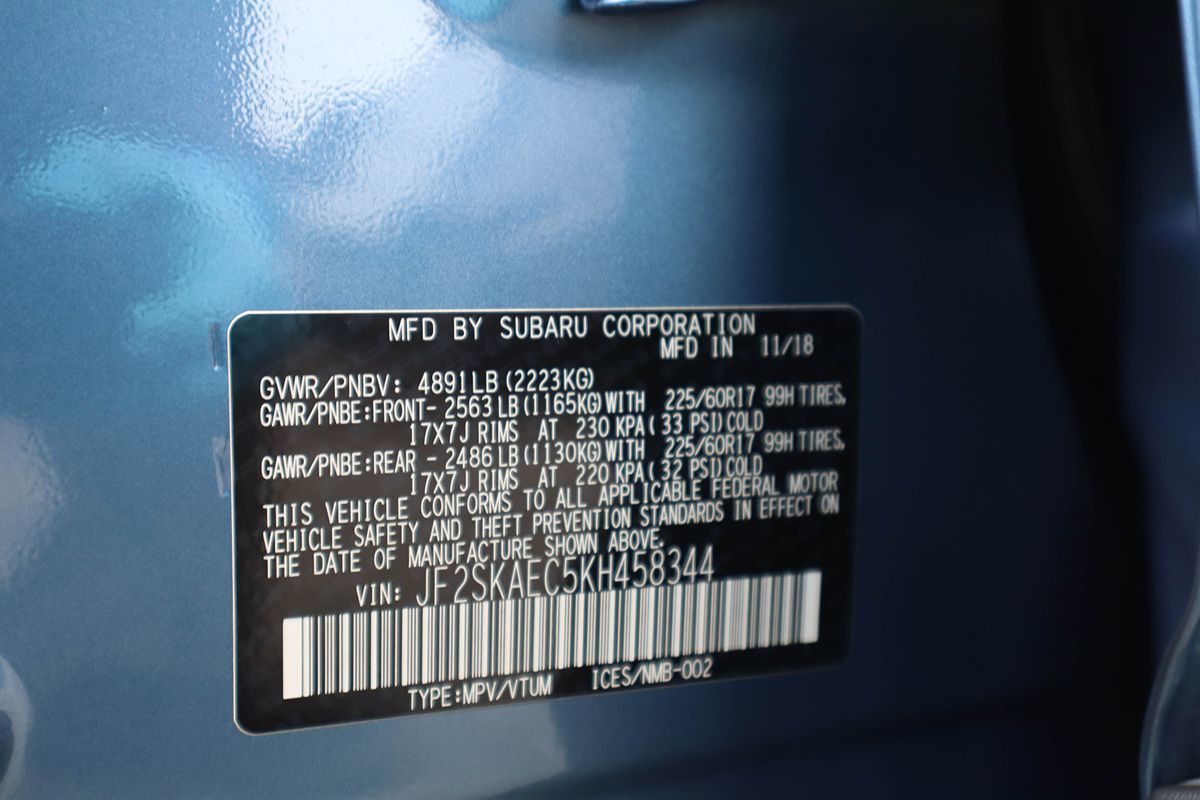 MFD BY SUBARU CORPORATION
MFD IN 11/18
GVWR/PNBV: 4891LB(2223KG)
GAWR/PNBE:FRONT- 2563LB(1165KG)WITH 225/60R17 99H TIRES,
17X7J RIMS AT 230 KPA( 33 PSI)COLD
GAWR/PNBE:REAR - 2486LB(1130KG)WITH 225/60R17 99H TIRES,
17X7J RIMS AT 220 KPA( 32 PSI)COLD
THIS VEHICLE CONFORMS TO ALL APPLICABLE FEDERAL MOTOR
VEHICLE SAFETY AND THEFT PREVENTION STANDARDS IN EFFECT ON
THE DATE OF MANUFACTURE SHOWN ABOVE.
VIN: JF2SKAEC5KH458344
TYPE:MPV/VTUM ICES/NMB-002